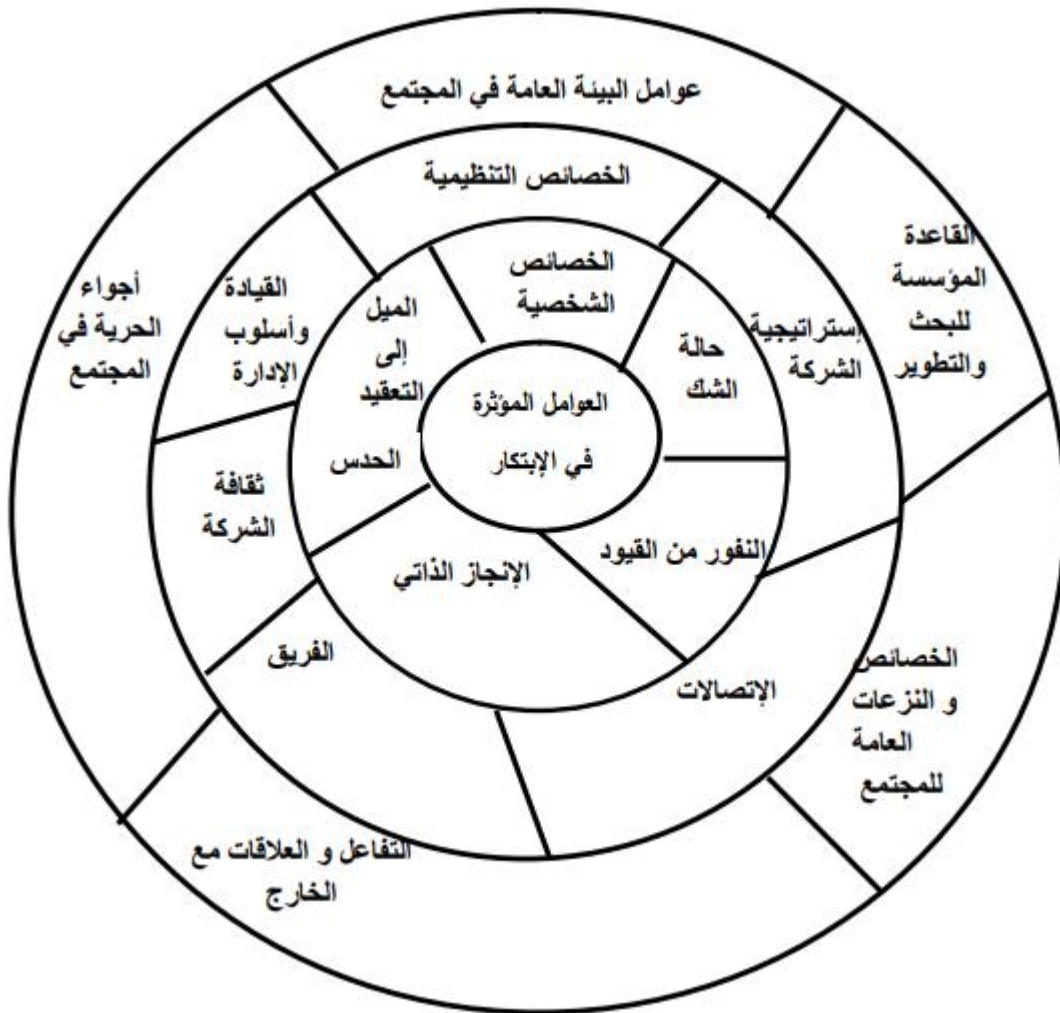 عوامل البيئة العامة في المجتمع
الخصائص التنظيمية
القاعدة
المؤسسة
للبحث
والتطوير
أجواء
الحرية في
المجتمع
القيادة
وأسلوب
الإدارة
الميل
إلى
التعقيد
الخصائص
الشخصية
حالة
الشك
إستراتيجية
الشركة
العوامل المؤثرة
في الإبتكار
الحدس
ثقافة
الشركة
النفور من القيود
الإنجاز الذاتي
الفريق
الإتصالات
الخصائص
و النزعات
العامة
للمجتمع
التفاعل و العلاقات مع
الخارج